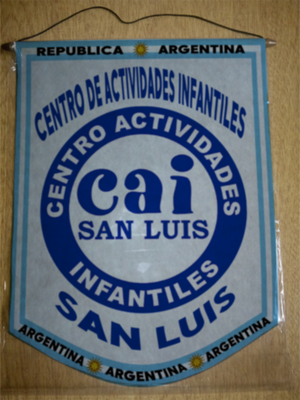 REPUBLICA ARGENTINA
CENTRO DE ACTIVIDADES INFANTILES
CENTRO ACTIVIDADES
cai
SAN LUIS
INFANTILES
SAN LUIS
ARGENTINA ARGENTINA ARGENTINA